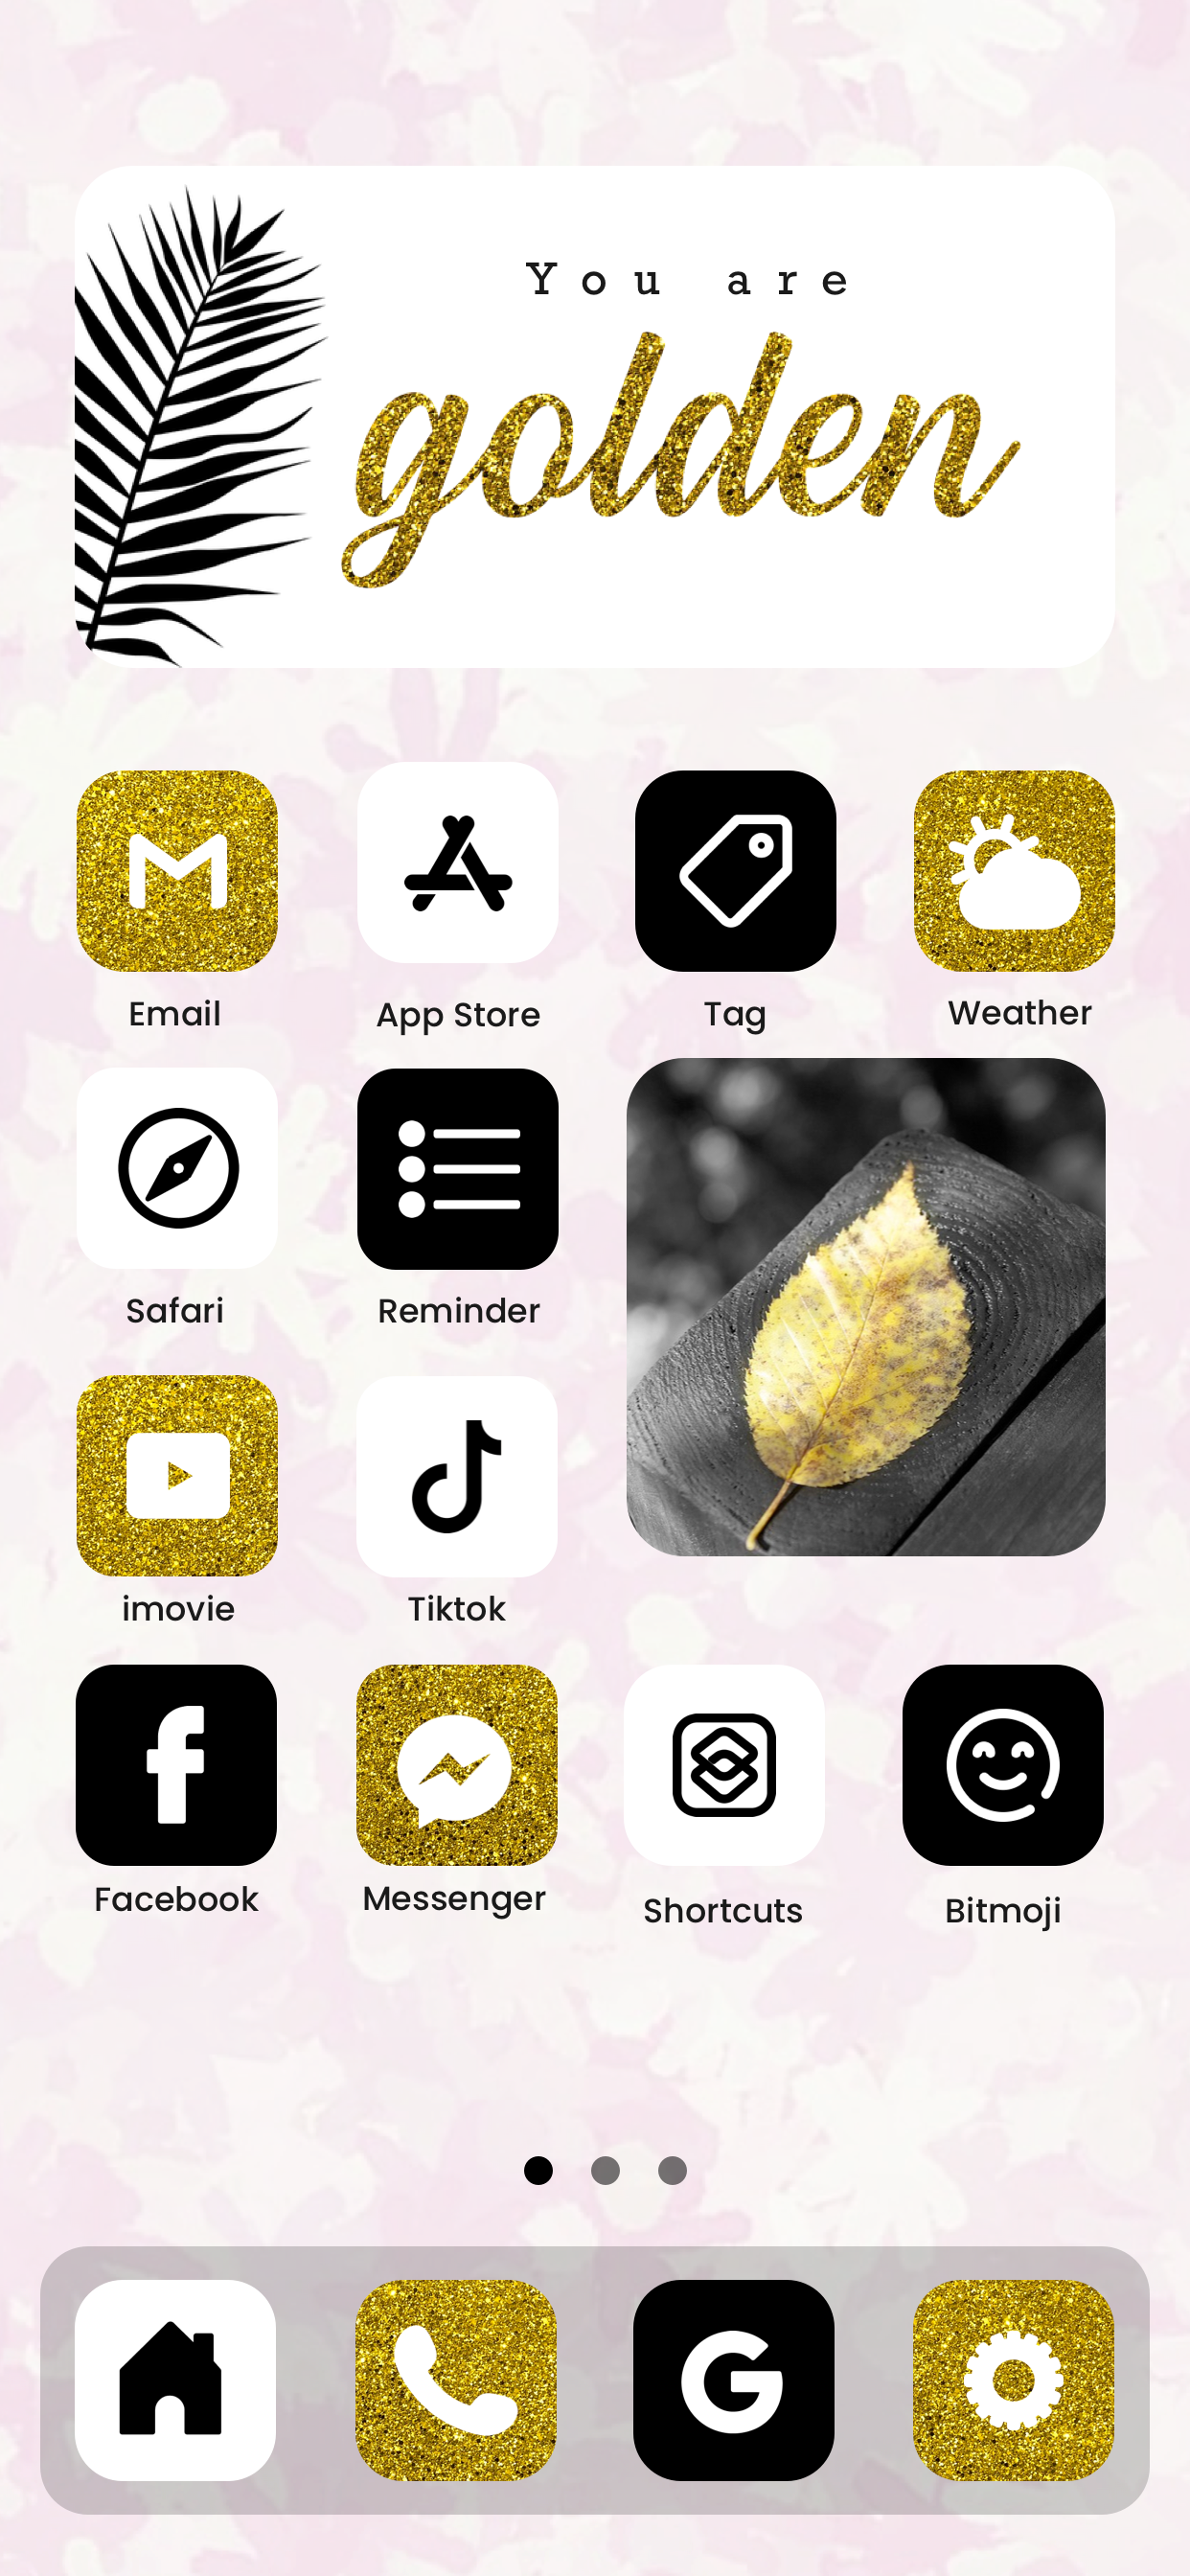 You are
golden
Email App Store Tag Weather
Safari Reminder
imovie Tiktok
Facebook Messenger Shortcuts Bitmoji